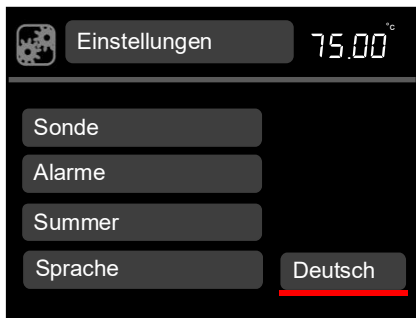 Einstellungen 75.00°c
Sonde
Alarme
Summer
Sprache Deutsch